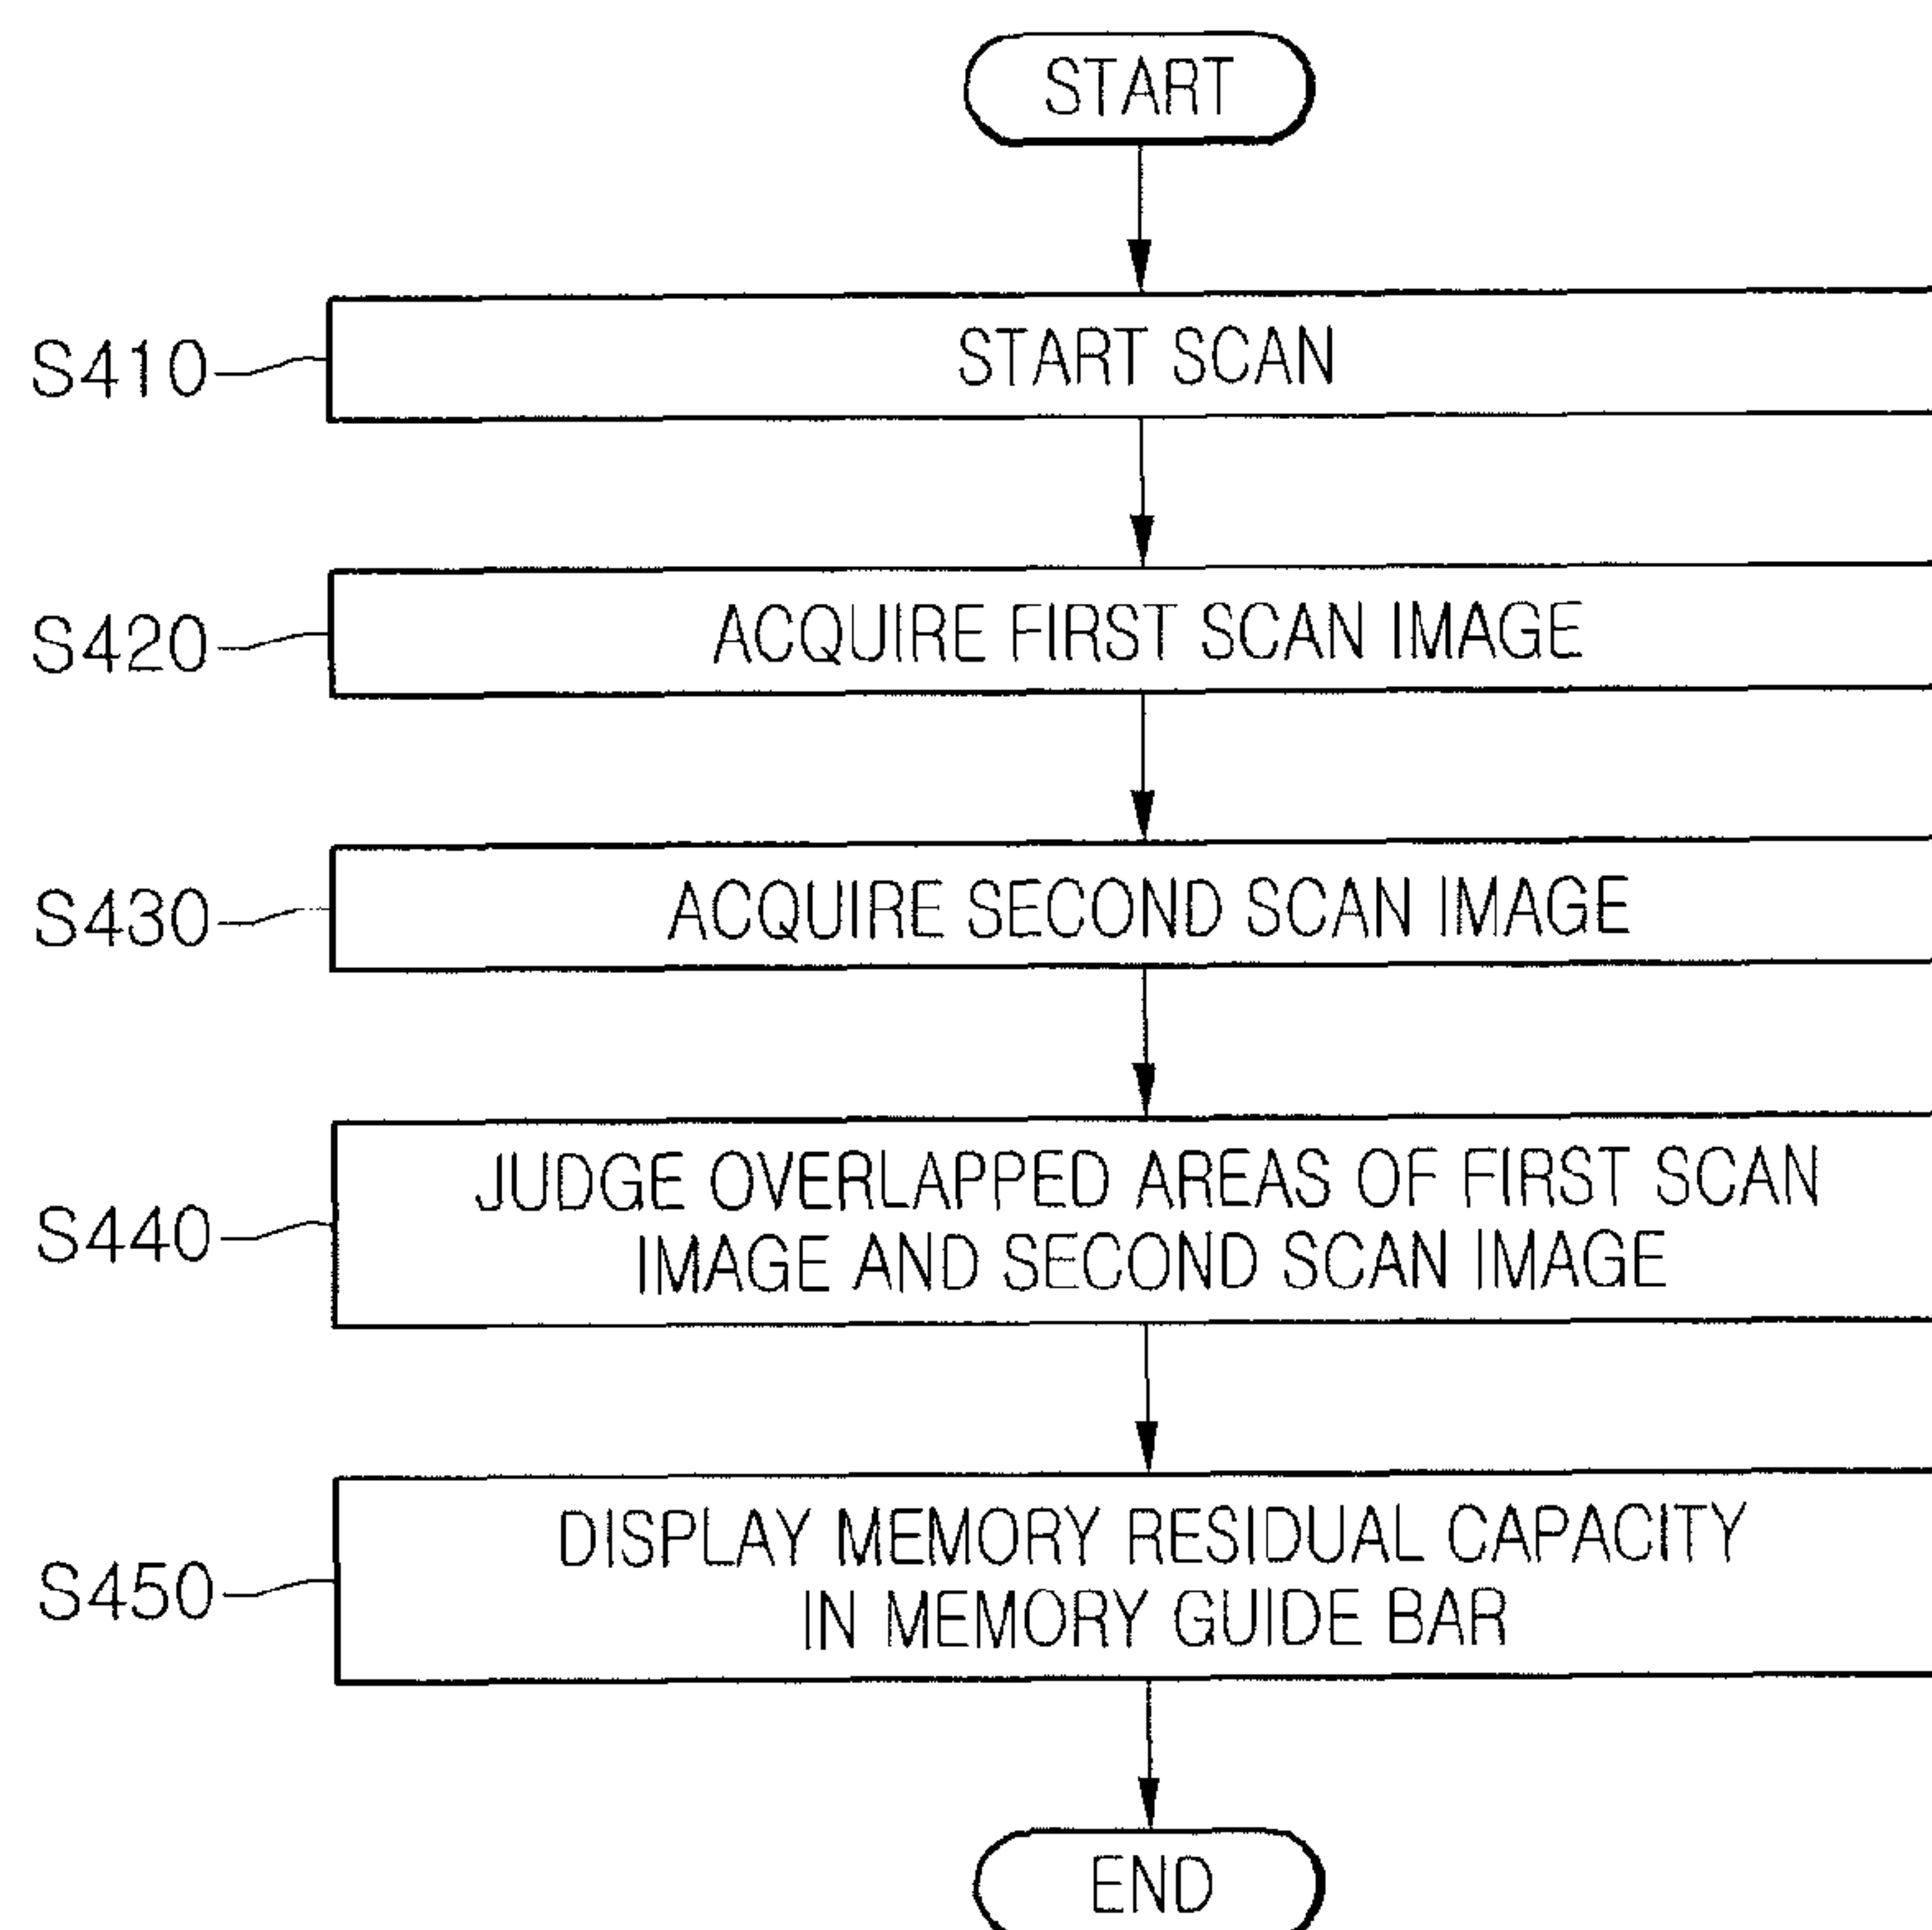 START
S410
START SCAN
S420
ACQUIRE FIRST SCAN IMAGE
S430
ACQUIRE SECOND SCAN IMAGE
S440
JUDGE OVERLAPPED AREAS OF FIRST SCAN
IMAGE AND SECOND SCAN IMAGE
S450
DISPLAY MEMORY RESIDUAL CAPACITY
IN MEMORY GUIDE BAR
END